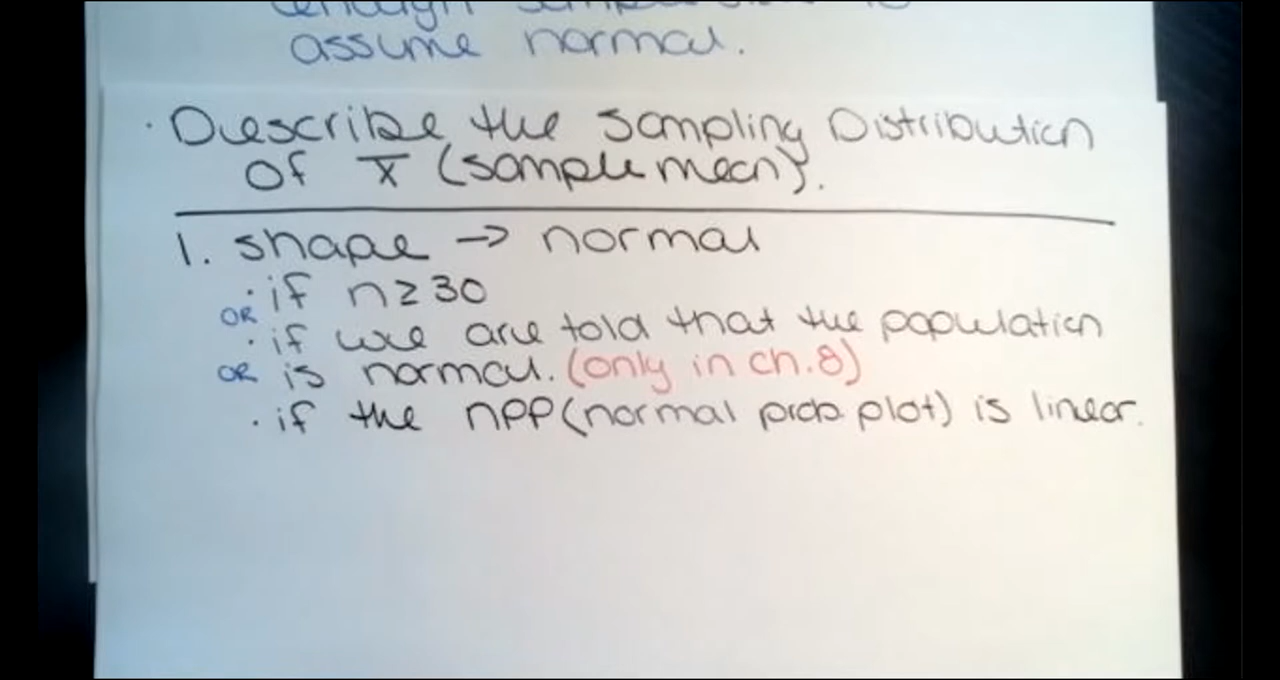 assume normal.
· Describe the Sampling Distribution
of x̄ (sample mean).
1. shape → normal
· if n ≥ 30
OR
· if we are told that the population
OR is normal. (only in ch.8)
· if the npp (normal prob plot) is linear.